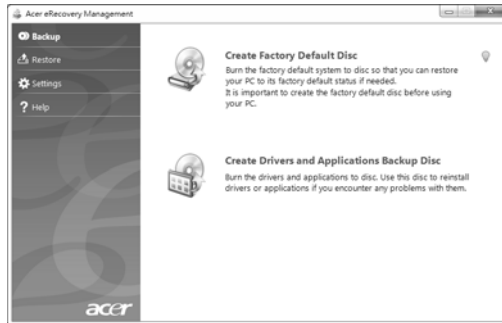 Acer eRecovery Management
Backup
Restore
Settings
Help
Create Factory Default Disc
Burn the factory default system to disc so that you can restore
your PC to its factory default status if needed.
It is important to create the factory default disc before using
your PC.
Create Drivers and Applications Backup Disc
Burn the drivers and applications to disc. Use this disc to reinstall
drivers or applications if you encounter any problems with them.
acer